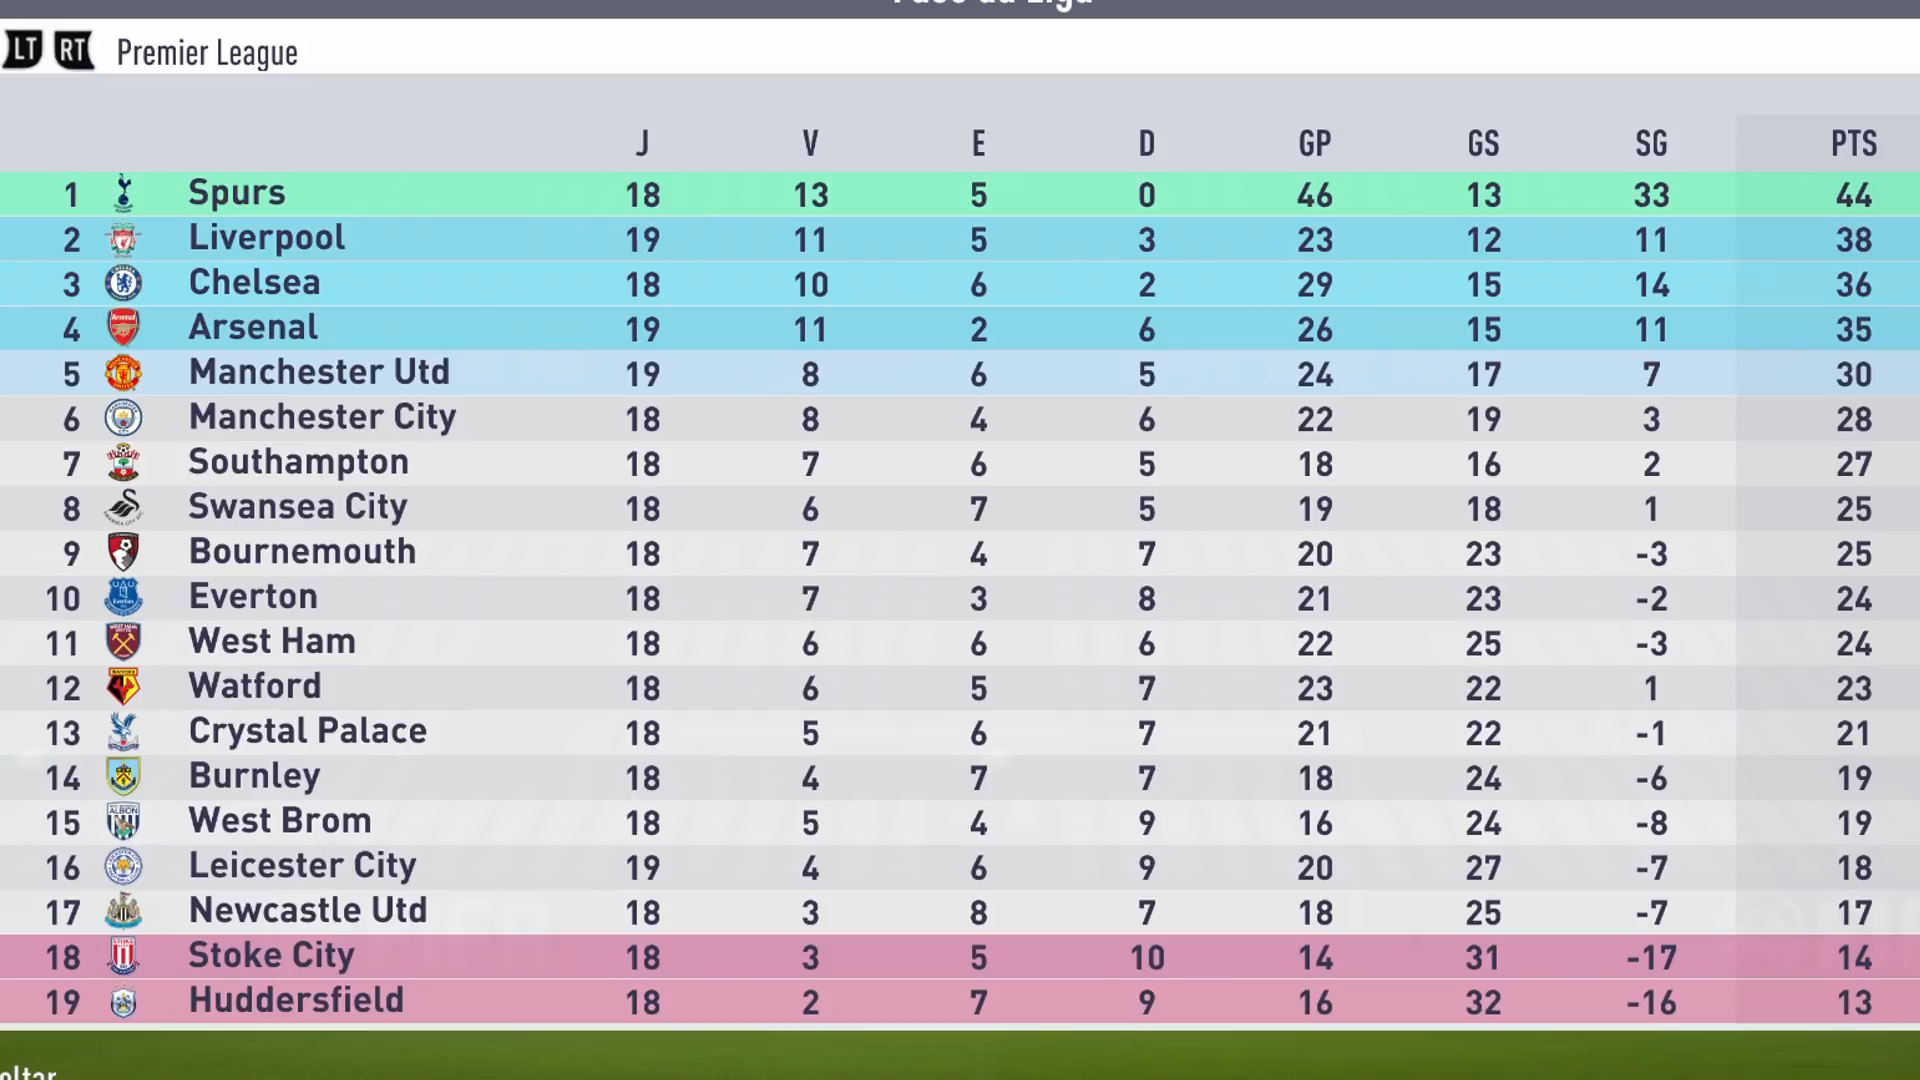 LT RT Premier League
J V E D GP GS SG PTS
1 Spurs 18 13 5 0 46 13 33 44
2 Liverpool 19 11 5 3 23 12 11 38
3 Chelsea 18 10 6 2 29 15 14 36
4 Arsenal 19 11 2 6 26 15 11 35
5 Manchester Utd 19 8 6 5 24 17 7 30
6 Manchester City 18 8 4 6 22 19 3 28
7 Southampton 18 7 6 5 18 16 2 27
8 Swansea City 18 6 7 5 19 18 1 25
9 Bournemouth 18 7 4 7 20 23 -3 25
10 Everton 18 7 3 8 21 23 -2 24
11 West Ham 18 6 6 6 22 25 -3 24
12 Watford 18 6 5 7 23 22 1 23
13 Crystal Palace 18 5 6 7 21 22 -1 21
14 Burnley 18 4 7 7 18 24 -6 19
15 West Brom 18 5 4 9 16 24 -8 19
16 Leicester City 19 4 6 9 20 27 -7 18
17 Newcastle Utd 18 3 8 7 18 25 -7 17
18 Stoke City 18 3 5 10 14 31 -17 14
19 Huddersfield 18 2 7 9 16 32 -16 13